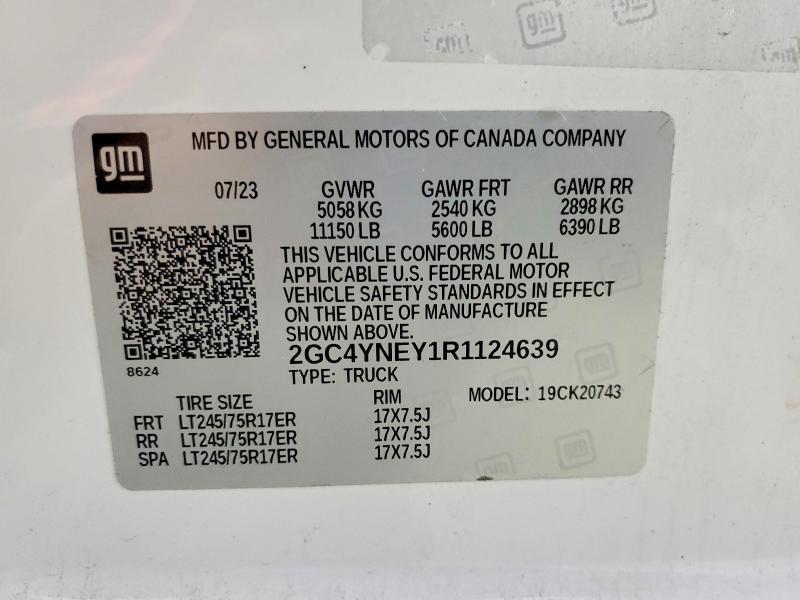 gm
gm
gm
MFD BY GENERAL MOTORS OF CANADA COMPANY
07/23 GVWR GAWR FRT GAWR RR
5058 KG 2540 KG 2898 KG
11150 LB 5600 LB 6390 LB
THIS VEHICLE CONFORMS TO ALL
APPLICABLE U.S. FEDERAL MOTOR
VEHICLE SAFETY STANDARDS IN EFFECT
ON THE DATE OF MANUFACTURE
SHOWN ABOVE.
8624
2GC4YNEY1R1124639
TYPE: TRUCK
TIRE SIZE RIM MODEL: 19CK20743
FRT LT245/75R17ER 17X7.5J
RR LT245/75R17ER 17X7.5J
SPA LT245/75R17ER 17X7.5J